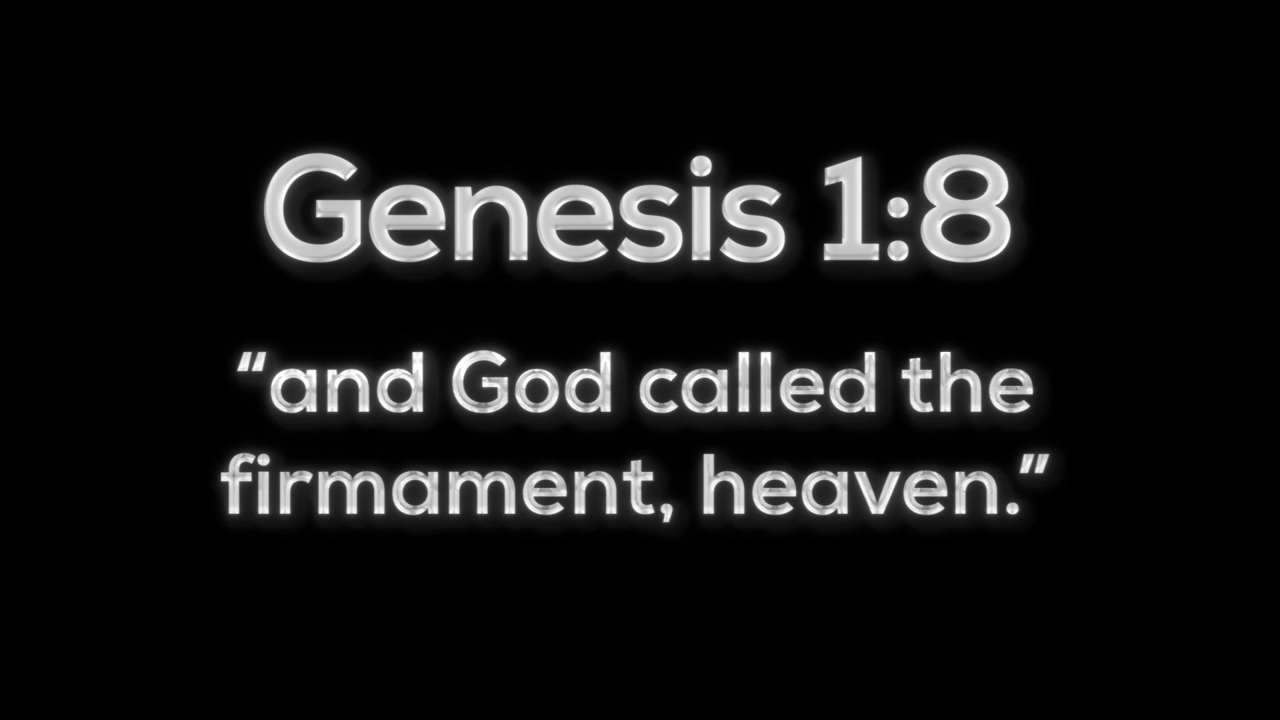 Genesis 1:8
“and God called the
firmament, heaven.”